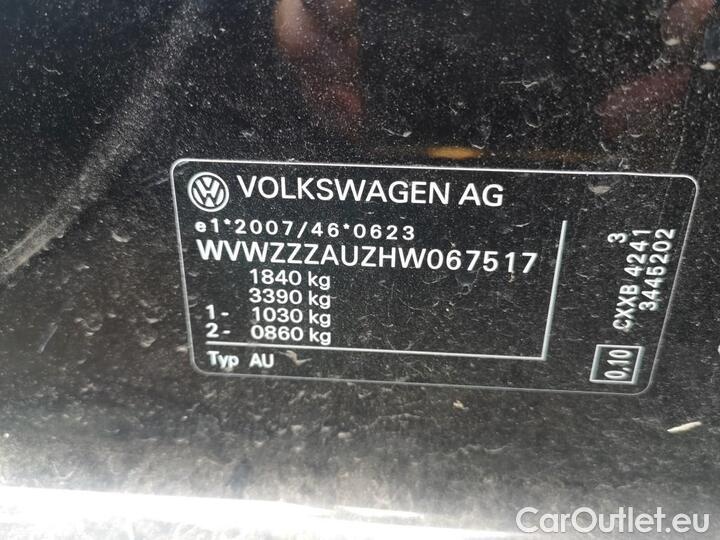 VOLKSWAGEN AG
e1*2007/46*0623
WVWZZZAUZHW067517
1840 kg
3390 kg
1- 1030 kg
2- 0860 kg
Typ AU
3
CXXB 4241
3445202
0,10
CarOutlet.eu